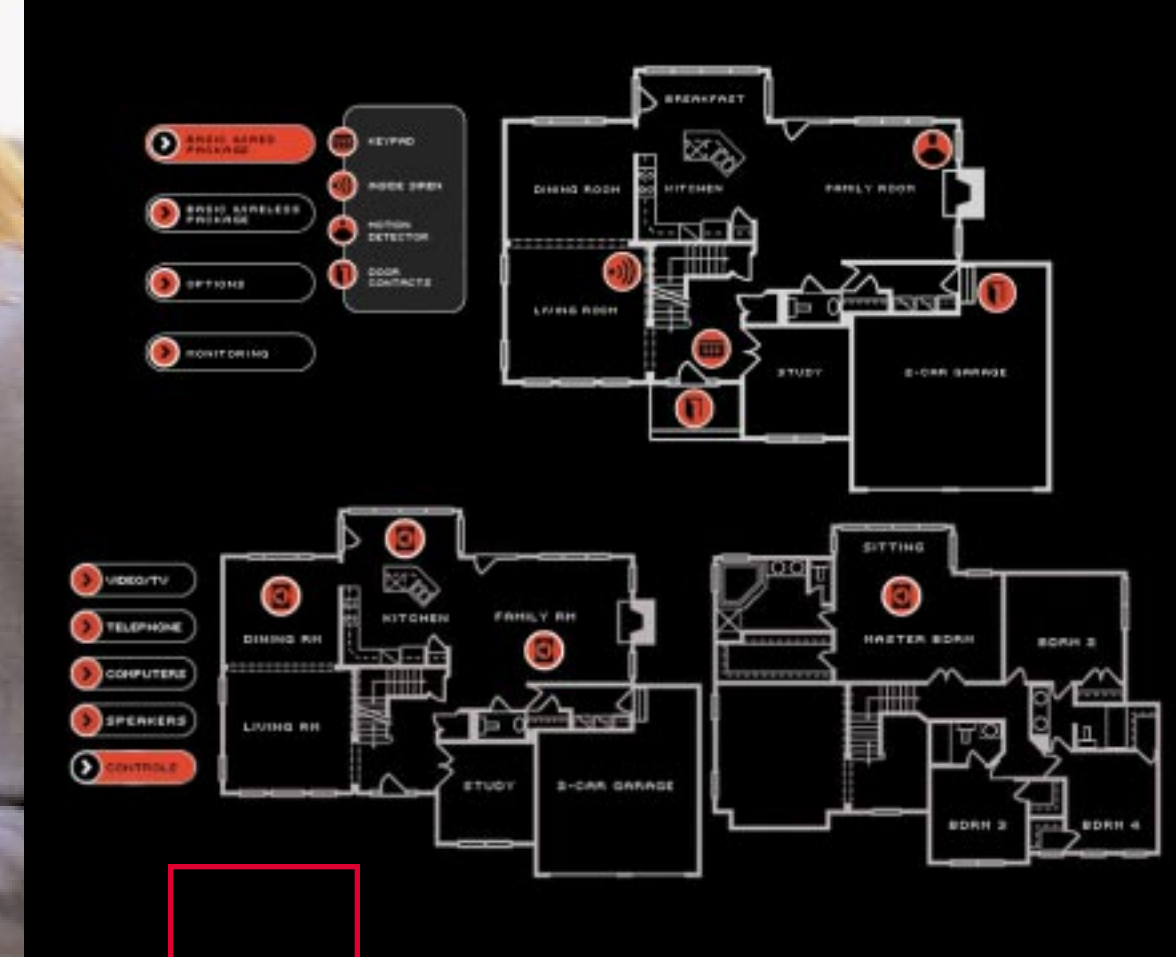 BASIC WIRED
PACKAGE
BASIC WIRELESS
PACKAGE
OPTIONS
MONITORING
KEYPAD
INSIDE SIREN
MOTION
DETECTOR
DOOR
CONTACTS
BREAKFAST
DINING ROOM
KITCHEN
FAMILY ROOM
LIVING ROOM
STUDY
2-CAR GARAGE
VIDEO/TV
TELEPHONE
COMPUTERS
SPEAKERS
CONTROLS
KITCHEN
DINING RM
FAMILY RM
LIVING RM
STUDY
2-CAR GARAGE
SITTING
MASTER BDRM
BDRM 2
BDRM 3
BDRM 4